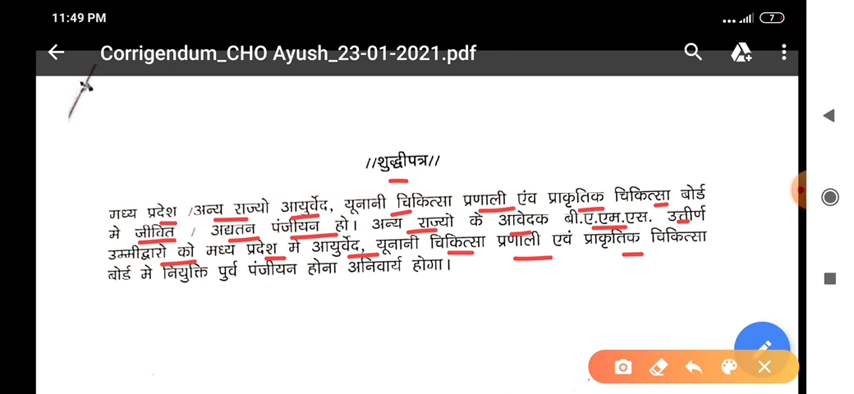 11:49 PM
7
Corrigendum_CHO Ayush_23-01-2021.pdf
//शुद्धीपत्र//
मध्य प्रदेश /अन्य राज्यो आयुर्वेद, यूनानी चिकित्सा प्रणाली एंव प्राकृतिक चिकित्सा बोर्ड
मे जीवित / अद्यतन पंजीयन हो। अन्य राज्यो के आवेदक बी.ए.एम.एस. उत्तीर्ण
उम्मीद्वारो को मध्य प्रदेश मे आयुर्वेद, यूनानी चिकित्सा प्रणाली एवं प्राकृतिक चिकित्सा
बोर्ड मे नियुक्ति पुर्व पंजीयन होना अनिवार्य होगा।